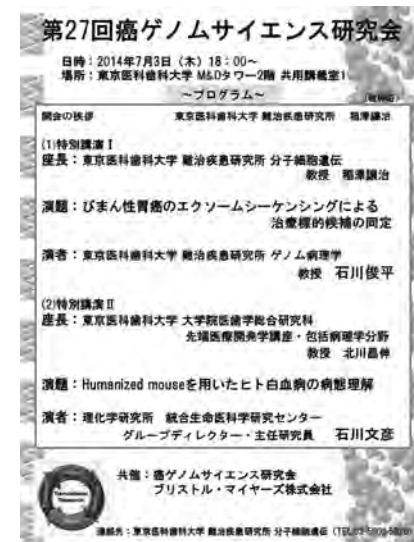 第27回癌ゲノムサイエンス研究会
日時：2014年7月3日（木）18：00～
場所：東京医科歯科大学 M&Dタワー2階 共用講義室1
～プログラム～
開会の挨拶 東京医科歯科大学 難治疾患研究所 稲澤譲治
(1)特別講演Ⅰ
座長：東京医科歯科大学 難治疾患研究所 分子細胞遺伝
教授 稲澤譲治
演題：びまん性胃癌のエクソームシーケンシングによる
治療標的候補の同定
演者：東京医科歯科大学 難治疾患研究所 ゲノム病理学
教授 石川俊平
(2)特別講演Ⅱ
座長：東京医科歯科大学 大学院医歯学総合研究科
先端医療開発学講座・包括病理学分野
教授 北川昌伸
演題：Humanized mouseを用いたヒト白血病の病態理解
演者：理化学研究所 統合生命医科学研究センター
グループディレクター・主任研究員 石川文彦
共催：癌ゲノムサイエンス研究会
ブリストル・マイヤーズ株式会社
連絡先：東京医科歯科大学 難治疾患研究所 分子細胞遺伝